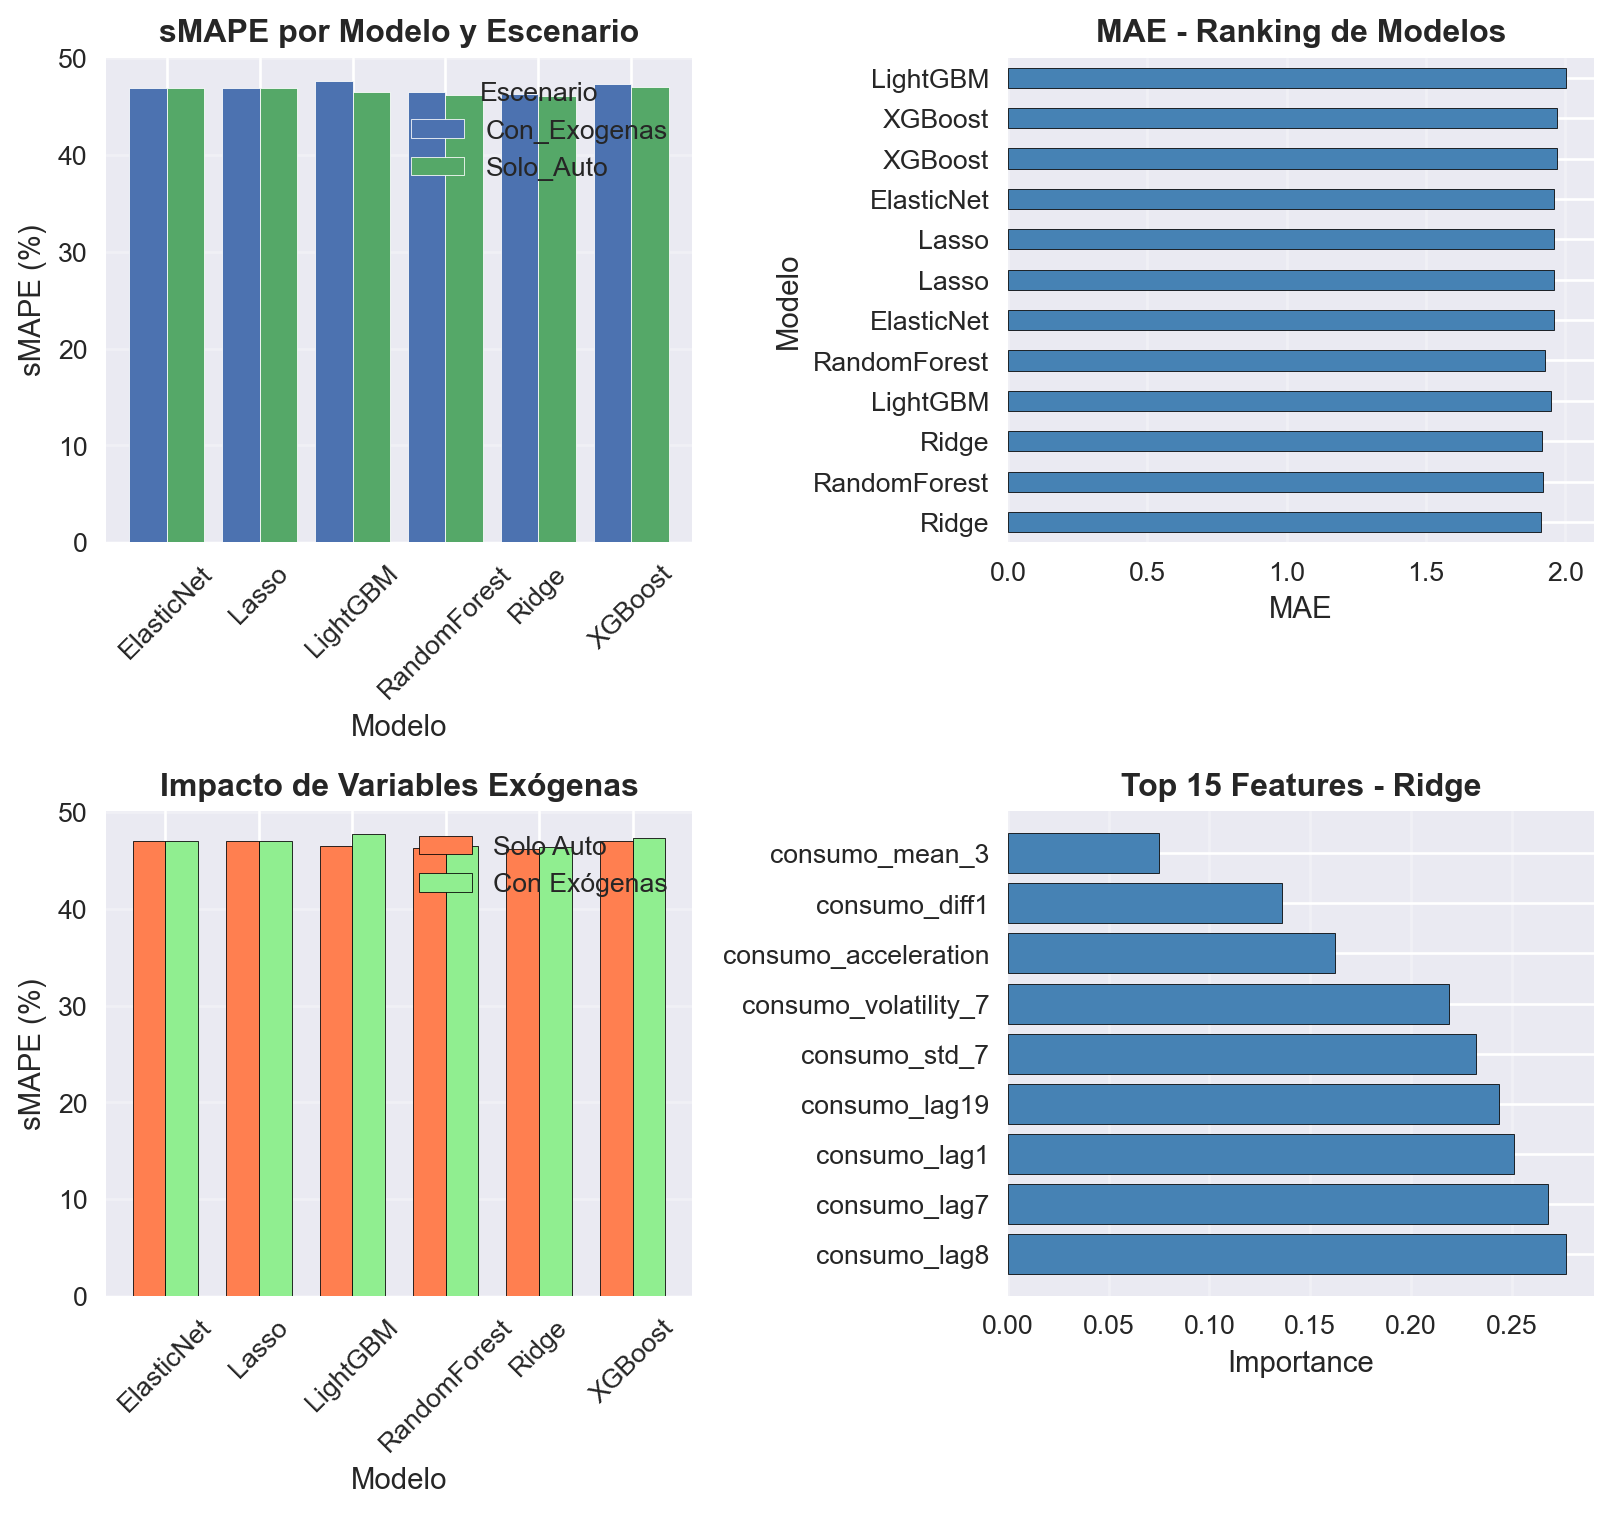 sMAPE por Modelo y Escenario
50
40
30
20
10
0
sMAPE (%)
Escenario
Con_Exogenas
Solo_Auto
ElasticNet
Lasso
LightGBM
RandomForest
Ridge
XGBoost
Modelo
MAE - Ranking de Modelos
Modelo
LightGBM
XGBoost
XGBoost
ElasticNet
Lasso
Lasso
ElasticNet
RandomForest
LightGBM
Ridge
RandomForest
Ridge
0.0
0.5
1.0
1.5
2.0
MAE
Impacto de Variables Exógenas
50
40
30
20
10
0
sMAPE (%)
Solo Auto
Con Exógenas
ElasticNet
Lasso
LightGBM
RandomForest
Ridge
XGBoost
Modelo
Top 15 Features - Ridge
consumo_mean_3
consumo_diff1
consumo_acceleration
consumo_volatility_7
consumo_std_7
consumo_lag19
consumo_lag1
consumo_lag7
consumo_lag8
0.00
0.05
0.10
0.15
0.20
0.25
Importance